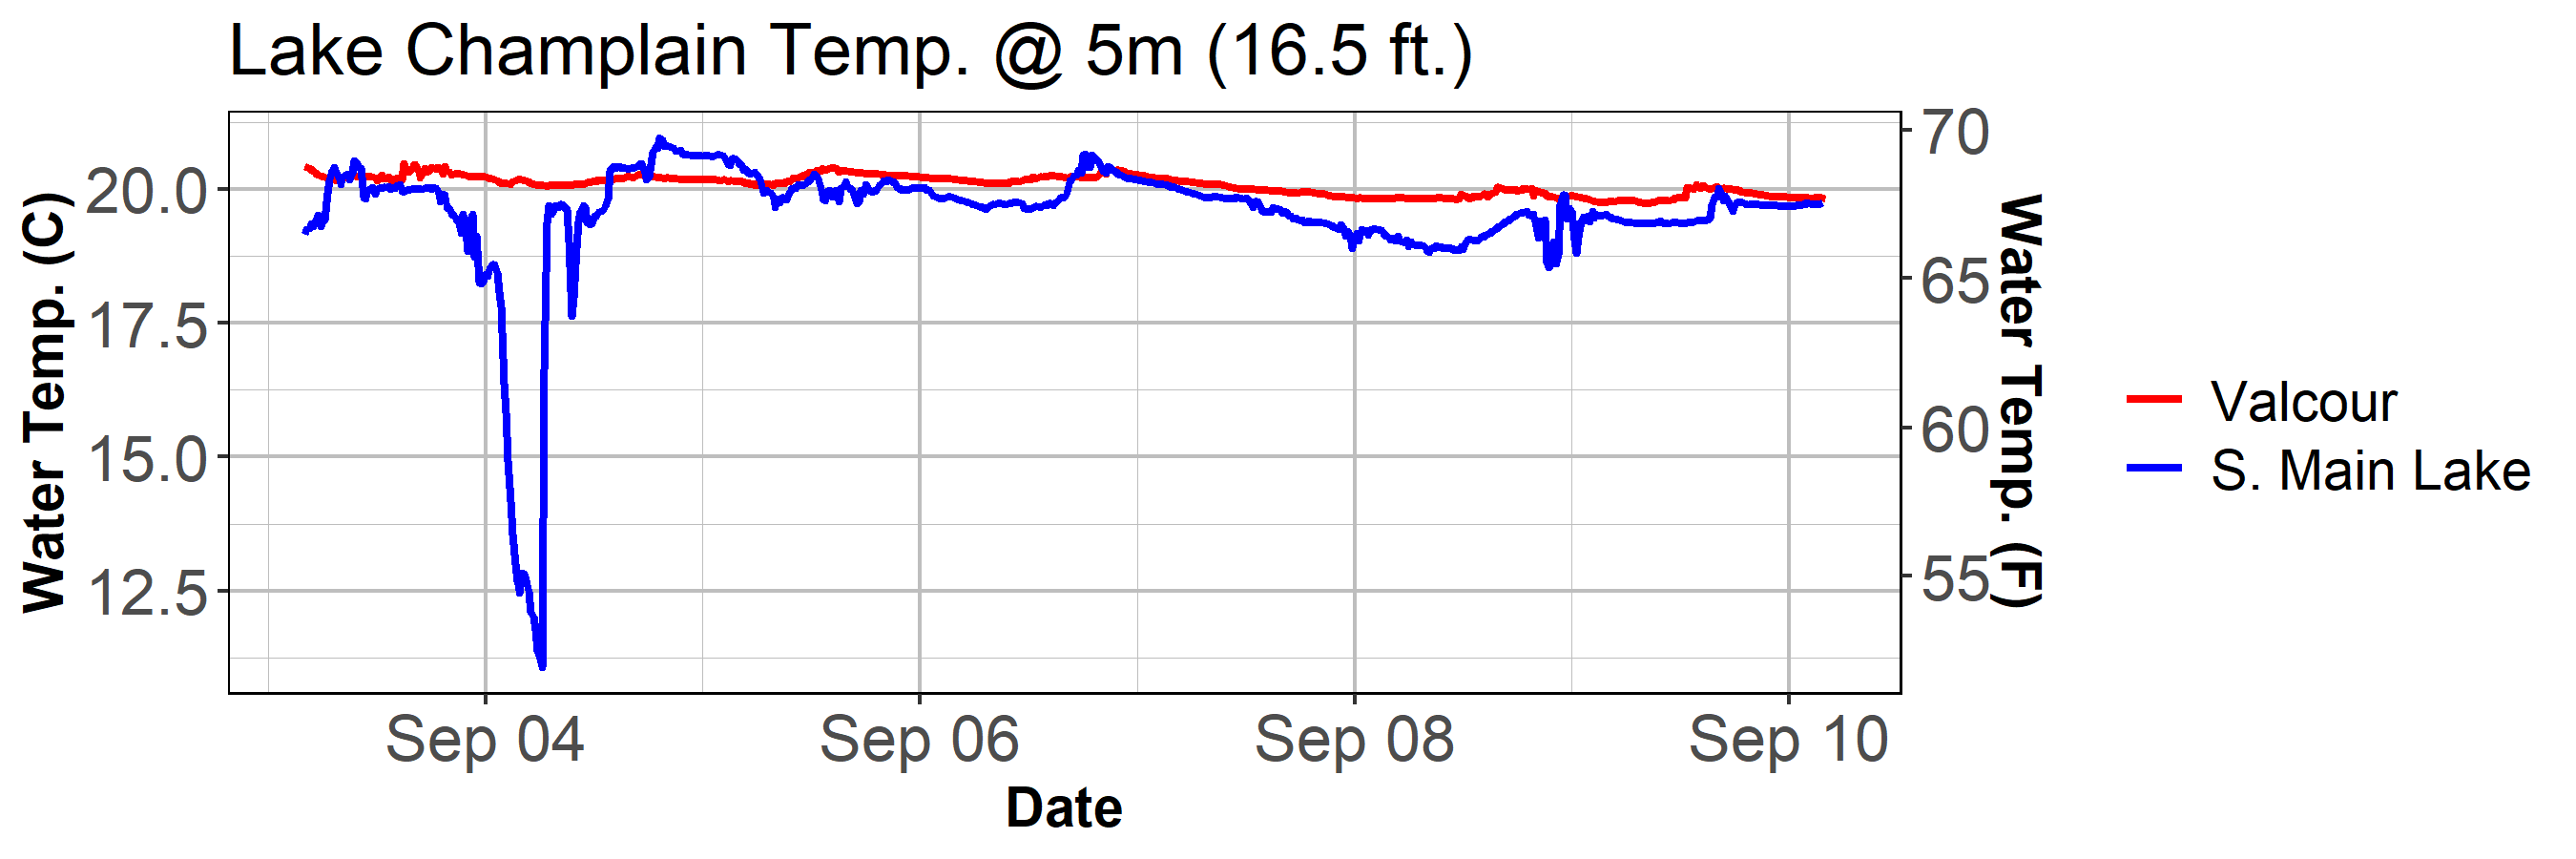 Lake Champlain Temp. @ 5m (16.5 ft.)
Water Temp. (C)
20.0
17.5
15.0
12.5
70
65
60
55
Water Temp. (F)
Sep 04
Sep 06
Sep 08
Sep 10
Date
Valcour
S. Main Lake